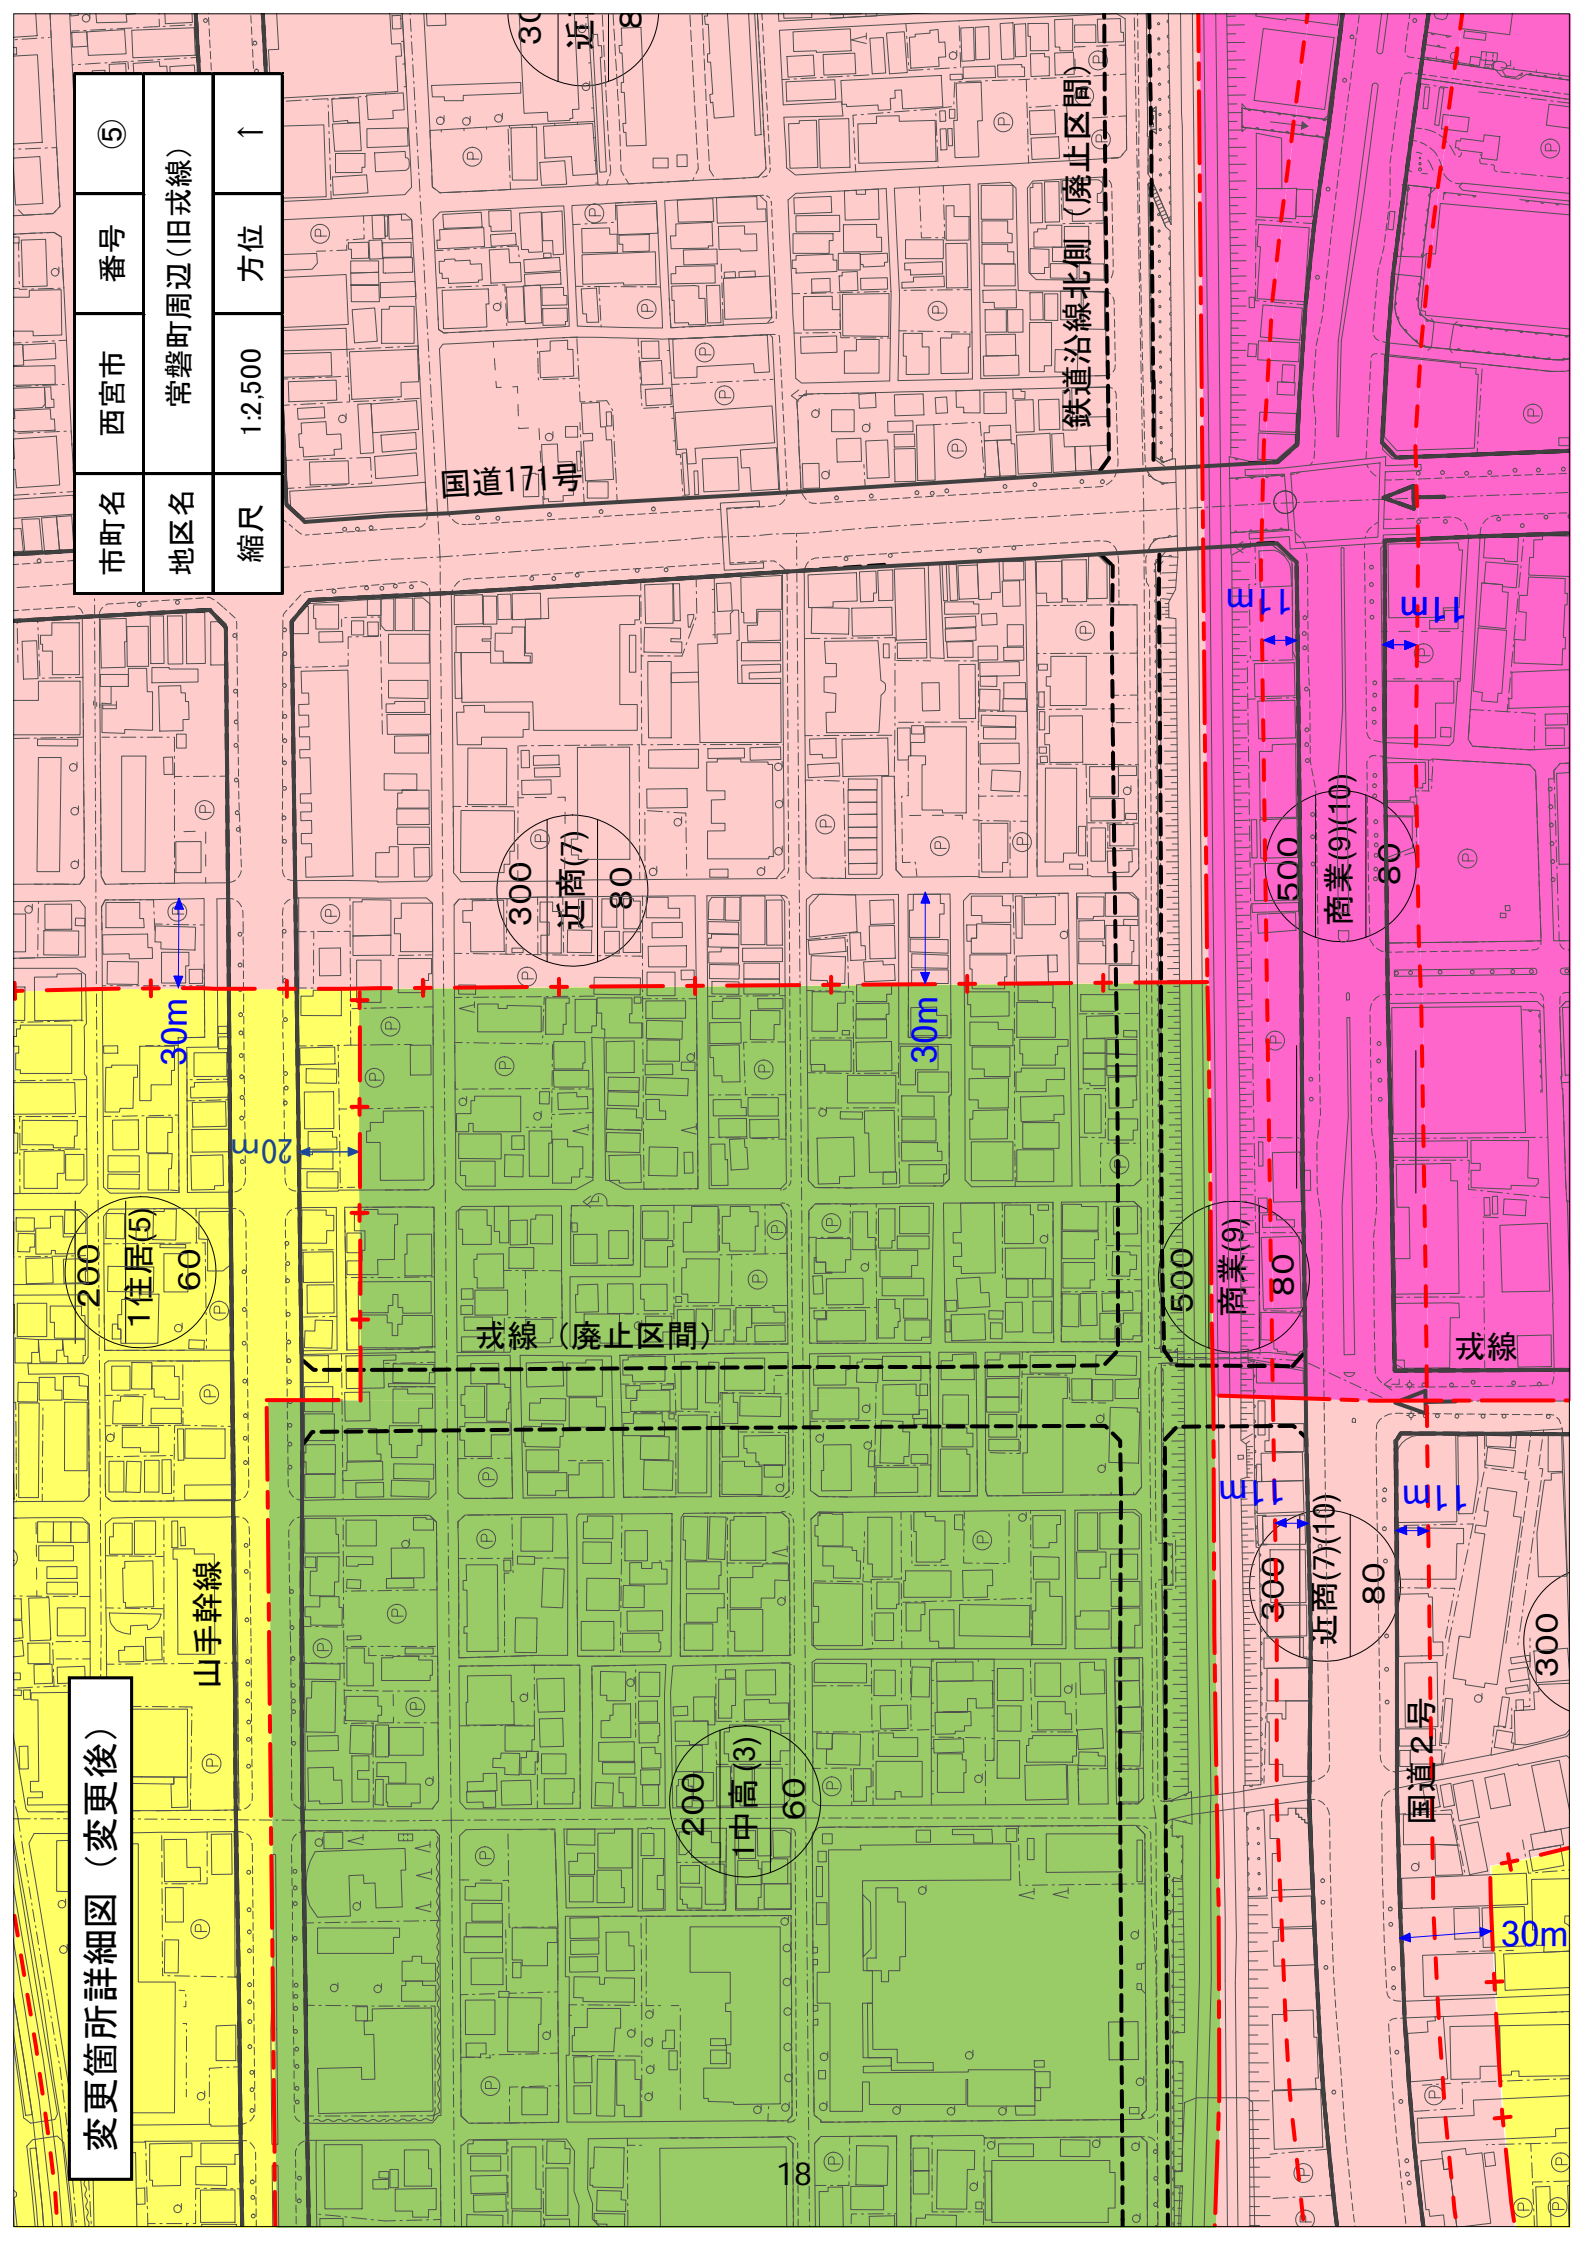 変更箇所詳細図（変更後）
市町名 西宮市 番号 ⑤
地区名 常磐町周辺(旧戎線)
縮尺 1:2,500 方位 ↑
山手幹線
200
1住居(5)
60
20m
30m
国道171号
300
近商(7)
80
30
近
8
戎線（廃止区間）
200
1中高(3)
60
30m
鉄道沿線北側（廃止区間）
500
商業(9)
80
500
商業(9)(10)
80
11m
11m
戎線
300
近商(7)(10)
80
11m
11m
国道２号
300
30m
18